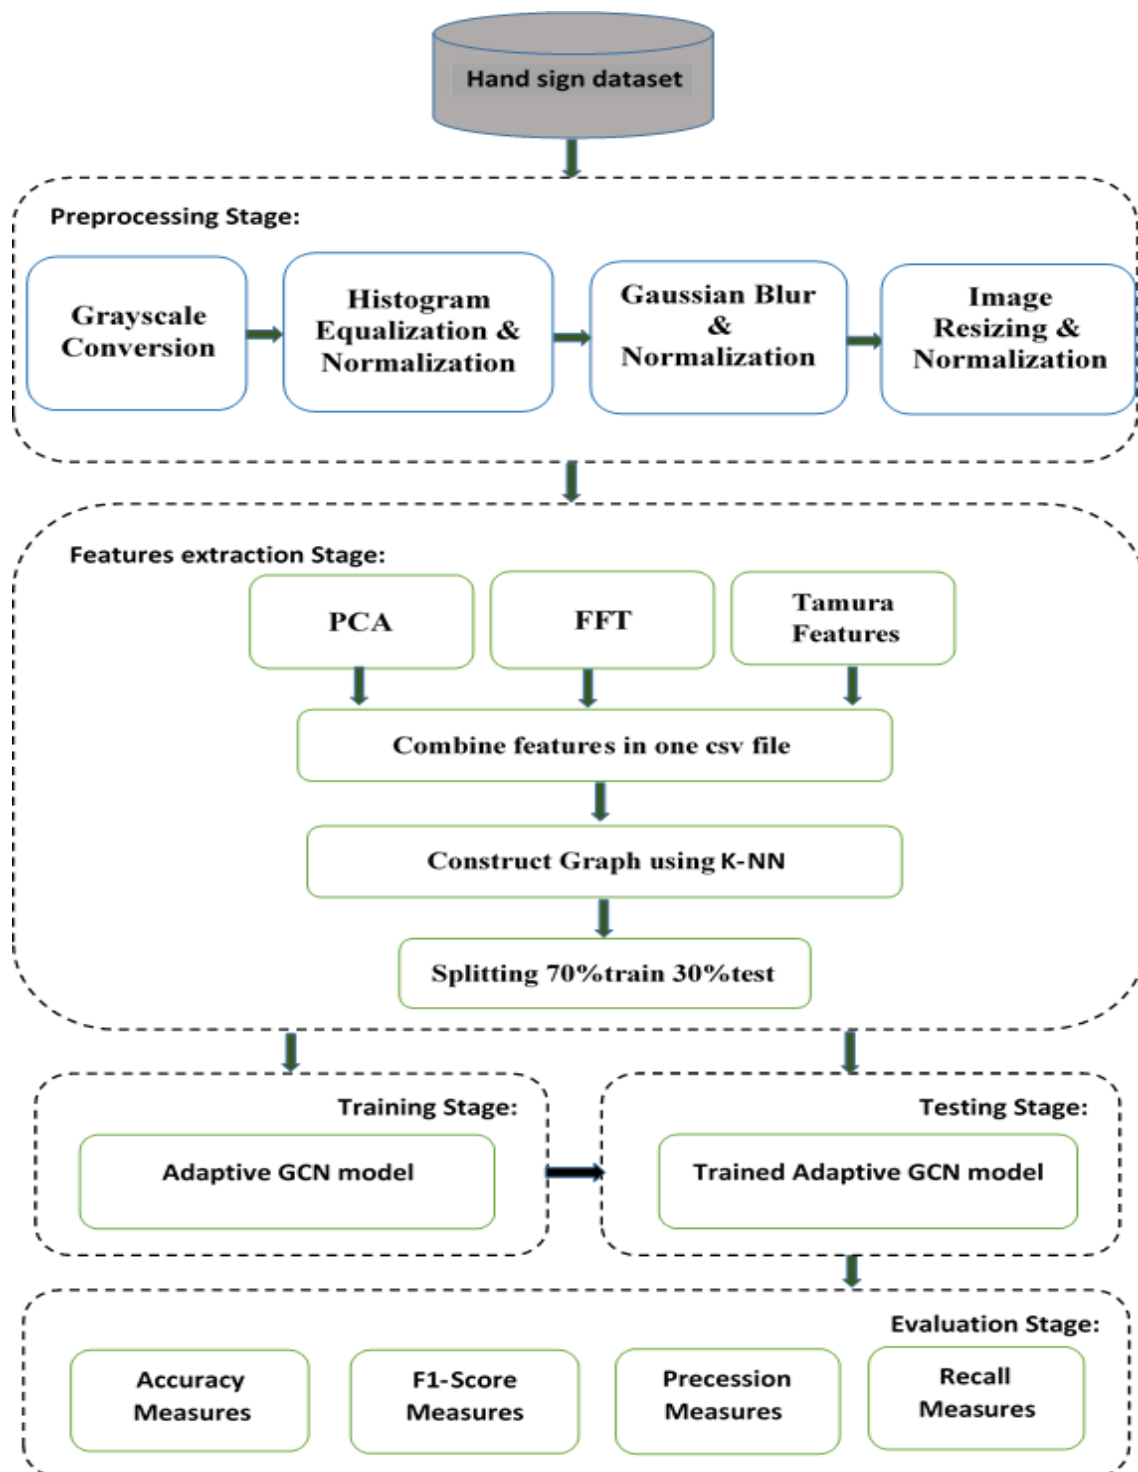 Hand sign dataset
Preprocessing Stage:
Grayscale
Conversion
Histogram
Equalization &
Normalization
Gaussian Blur
&
Normalization
Image
Resizing &
Normalization
Features extraction Stage:
PCA
FFT
Tamura
Features
Combine features in one csv file
Construct Graph using K-NN
Splitting 70%train 30%test
Training Stage:
Adaptive GCN model
Testing Stage:
Trained Adaptive GCN model
Evaluation Stage:
Accuracy
Measures
F1-Score
Measures
Precession
Measures
Recall
Measures